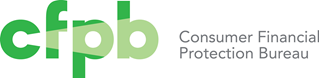 cfpb
Consumer Financial
Protection Bureau